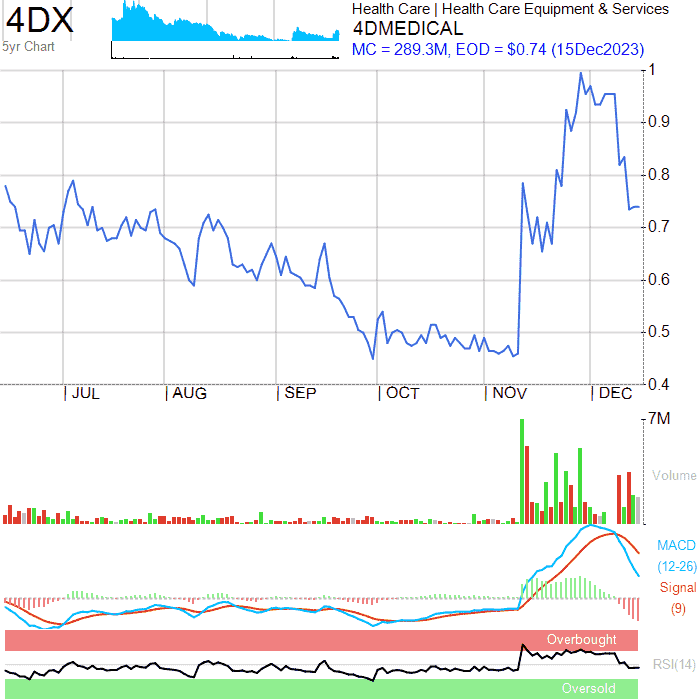 4DX
5yr Chart
Health Care | Health Care Equipment & Services
4DMEDICAL
MC = 289.3M, EOD = $0.74 (15Dec2023)
1
0.9
0.8
0.7
0.6
0.5
0.4
JUL
AUG
SEP
OCT
NOV
DEC
7M
Volume
MACD
(12-26)
Signal
(9)
Overbought
RSI(14)
Oversold